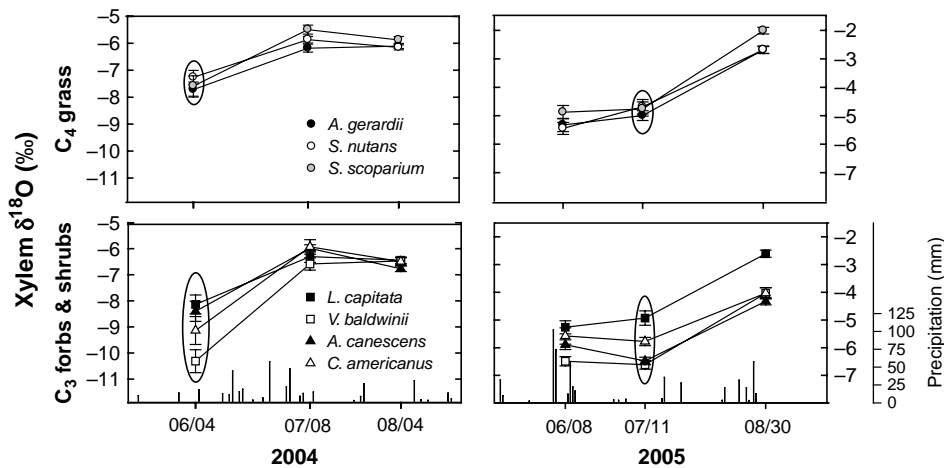 Xylem δ18O (‰)
C4 grass
C3 forbs & shrubs
−5
−6
−7
−8
−9
−10
−11
A. gerardii
S. nutans
S. scoparium
−2
−3
−4
−5
−6
−7
−5
−6
−7
−8
−9
−10
−11
L. capitata
V. baldwinii
A. canescens
C. americanus
−2
−3
−4
−5
−6
−7
125
100
75
50
25
0
Precipitation (mm)
06/04 07/08 08/04
2004
06/08 07/11 08/30
2005